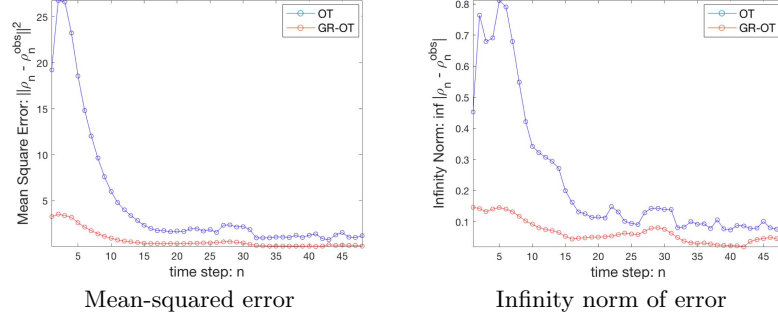 Mean Square Error: ||ρₙ - ρₙᵒᵇˢ||²
25
20
15
10
5
5 10 15 20 25 30 35 40 45
time step: n
OT
GR-OT
Mean-squared error
Infinity Norm: inf |ρₙ - ρₙᵒᵇˢ|
0.8
0.7
0.6
0.5
0.4
0.3
0.2
0.1
5 10 15 20 25 30 35 40 45
time step: n
OT
GR-OT
Infinity norm of error